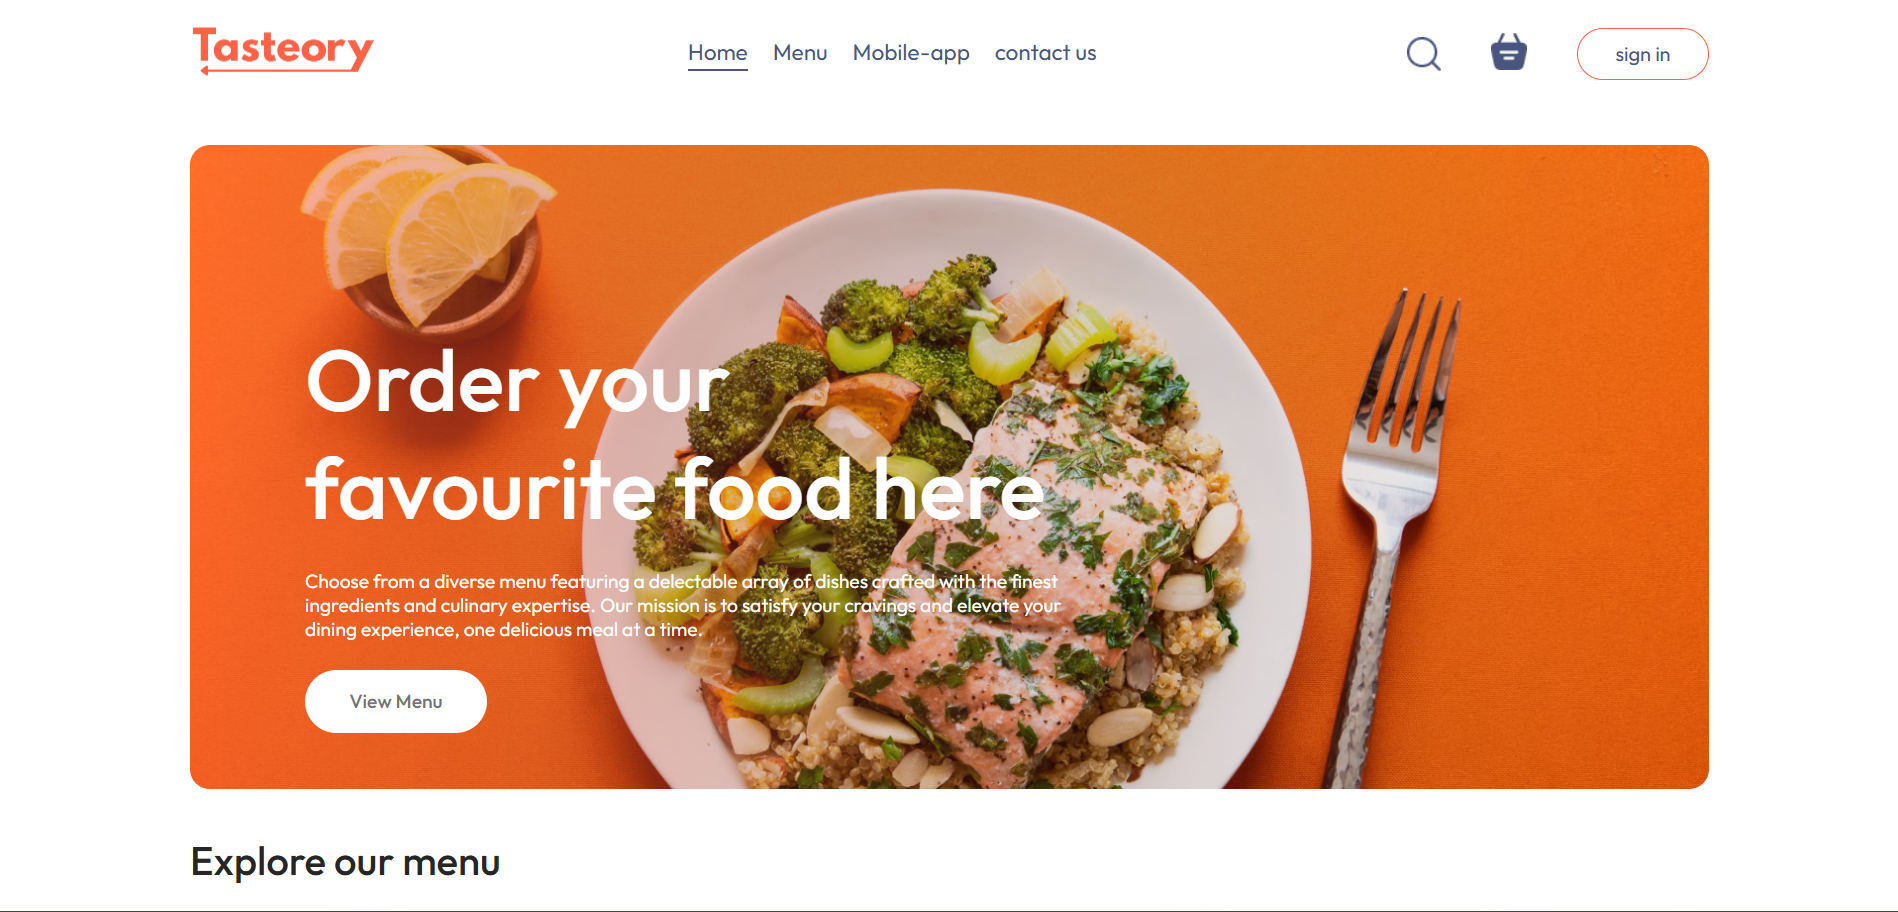 Tasteory
Home Menu Mobile-app contact us
sign in
Order your
favourite food here
Choose from a diverse menu featuring a delectable array of dishes crafted with the finest
ingredients and culinary expertise. Our mission is to satisfy your cravings and elevate your
dining experience, one delicious meal at a time.
View Menu
Explore our menu